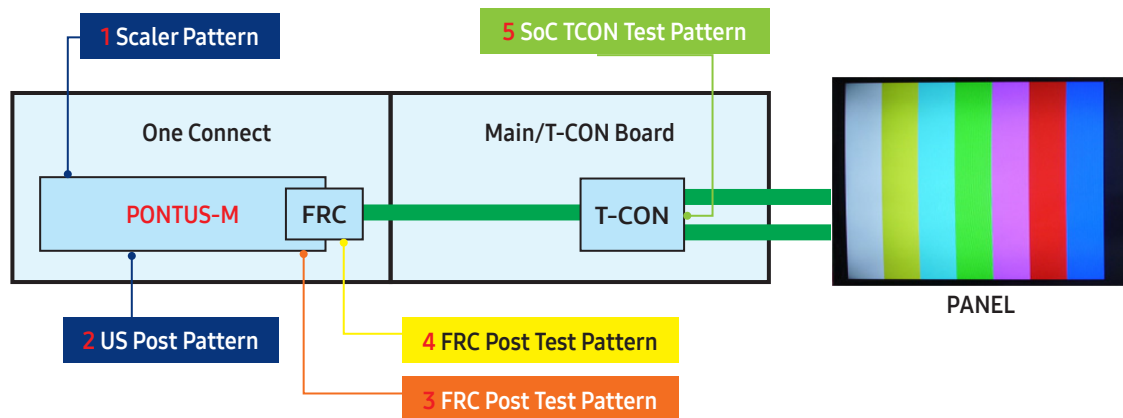 1 Scaler Pattern
5 SoC TCON Test Pattern
One Connect
Main/T-CON Board
PONTUS-M
FRC
T-CON
PANEL
2 US Post Pattern
4 FRC Post Test Pattern
3 FRC Post Test Pattern